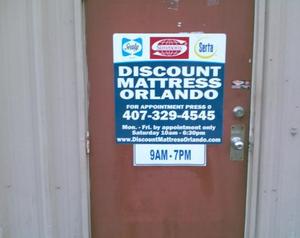 Sealy
Simmons
Serta
DISCOUNT
MATTRESS
ORLANDO
FOR APPOINTMENT PRESS 0
407-329-4545
Mon. - Fri. by appointment only
Saturday 10am - 6:30pm
www.DiscountMattressOrlando.com
9AM - 7PM